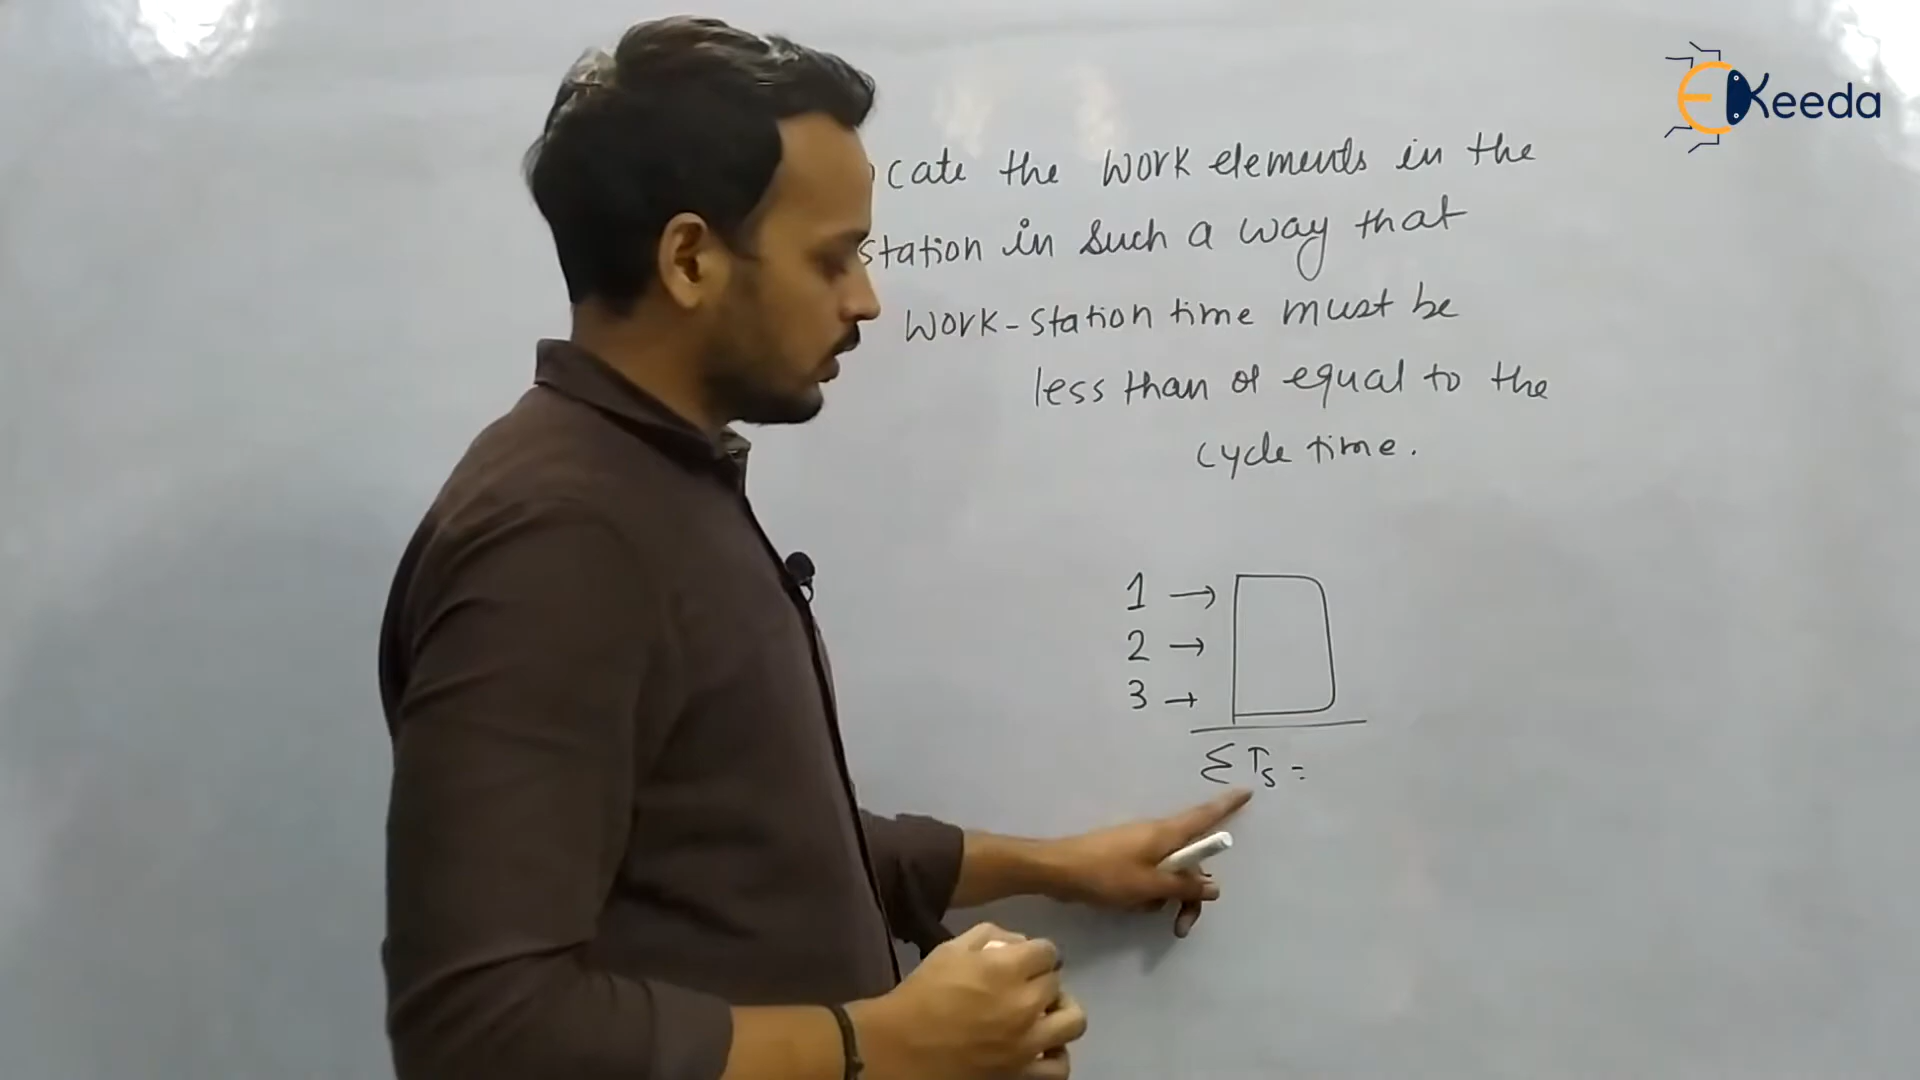 EKeeda
cate the work elements in the
station in such a way that
work-station time must be
less than or equal to the
cycle time.
1 →
2 →
3 →
Σ Ts =